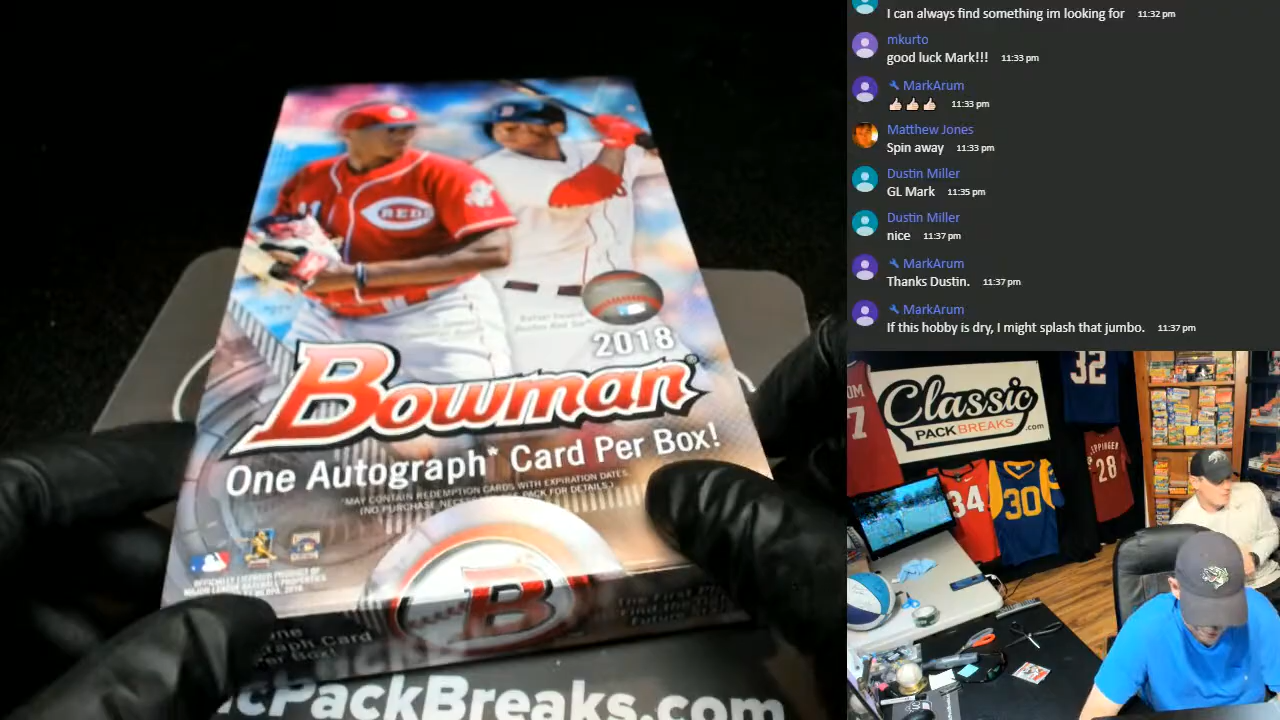 41
REDS
2018
Bowman®
One Autograph* Card Per Box!
*MAY CONTAIN REDEMPTION CARDS WITH EXPIRATION DATES.
B
cPackBreaks.com
I can always find something im looking for 11:32 pm
mkurto
good luck Mark!!! 11:33 pm
MarkArum
👍🏻👍🏻👍🏻 11:33 pm
Matthew Jones
Spin away 11:33 pm
Dustin Miller
GL Mark 11:35 pm
Dustin Miller
nice 11:37 pm
MarkArum
Thanks Dustin. 11:37 pm
MarkArum
If this hobby is dry, I might splash that jumbo. 11:37 pm
Classic
PACK BREAKS.com
32
7
34
30
28